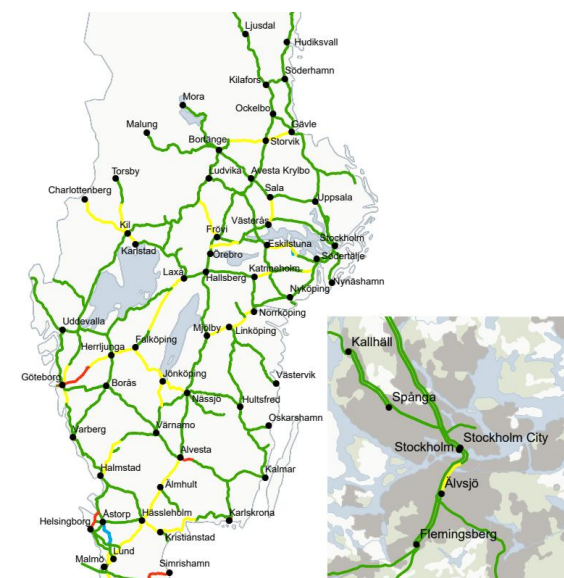 Ljusdal
Hudiksvall
Kilafors
Söderhamn
Mora
Ockelbo
Malung
Gävle
Borlänge
Storvik
Torsby
Ludvika
Avesta Krylbo
Charlottenberg
Sala
Uppsala
Kil
Frövi
Västerås
Stockholm
Karlstad
Örebro
Eskilstuna
Södertälje
Laxå
Hallsberg
Katrineholm
Nynäshamn
Nyköping
Norrköping
Uddevalla
Mjölby
Linköping
Herrljunga
Falköping
Göteborg
Borås
Jönköping
Västervik
Nässjö
Hultsfred
Oskarshamn
Varberg
Värnamo
Alvesta
Halmstad
Kalmar
Älmhult
Helsingborg
Åstorp
Hässleholm
Karlskrona
Kristianstad
Malmö
Lund
Simrishamn
Kallhäll
Spånga
Stockholm City
Stockholm
Älvsjö
Flemingsberg